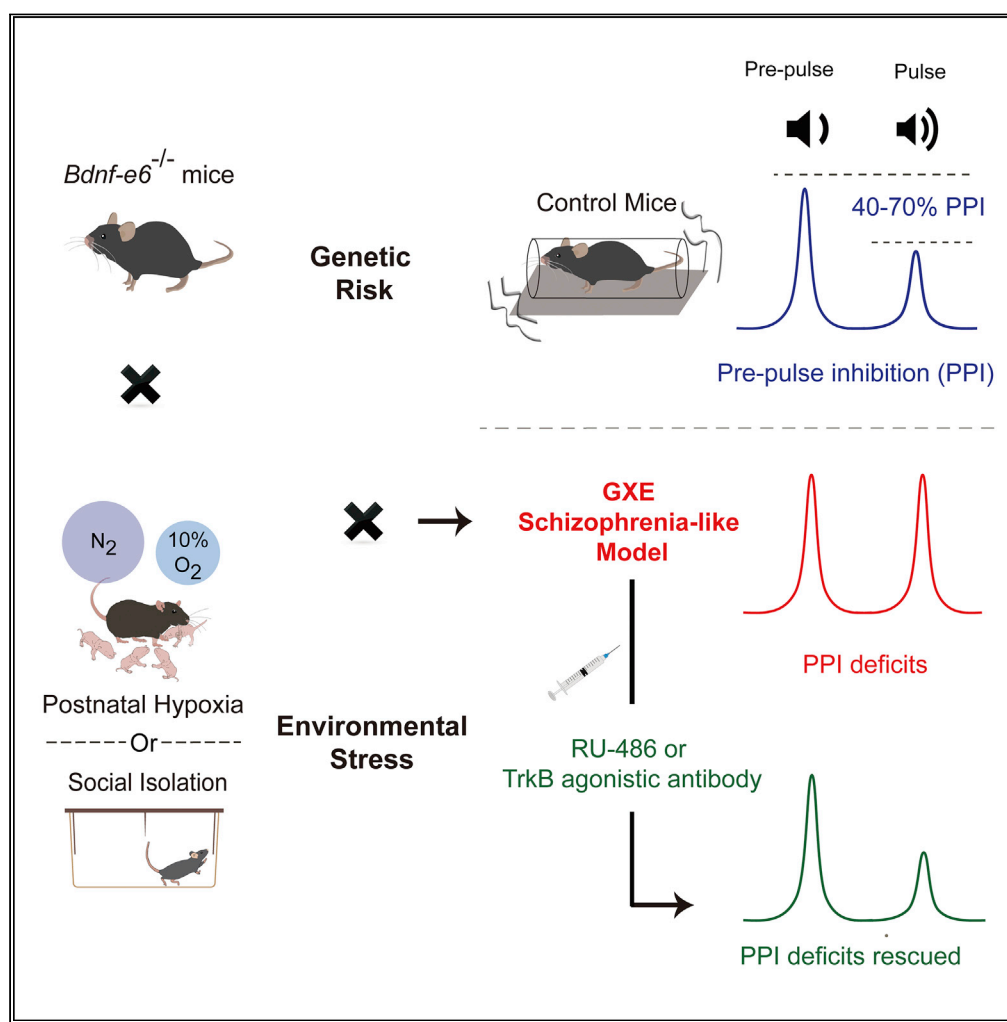 Pre-pulse
Pulse
Bdnf-e6-/- mice
Control Mice
40-70% PPI
Genetic
Risk
Pre-pulse inhibition (PPI)
N2
10%
O2
GXE
Schizophrenia-like
Model
PPI deficits
Postnatal Hypoxia
Or
Social Isolation
Environmental
Stress
RU-486 or
TrkB agonistic antibody
PPI deficits rescued